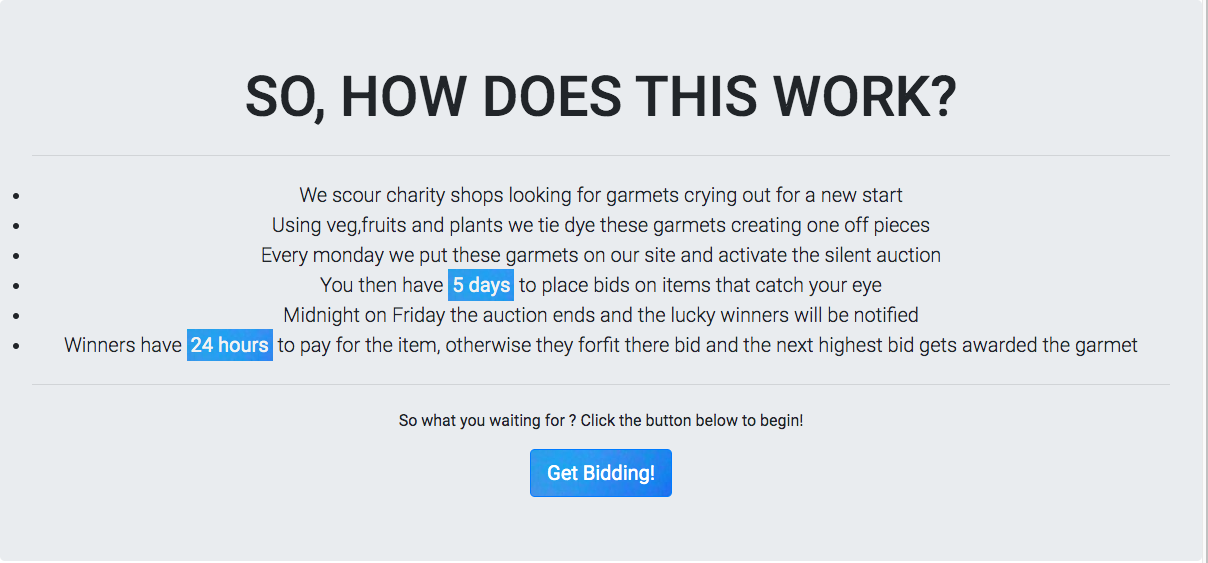 SO, HOW DOES THIS WORK?
• We scour charity shops looking for garmets crying out for a new start
• Using veg,fruits and plants we tie dye these garmets creating one off pieces
• Every monday we put these garmets on our site and activate the silent auction
• You then have 5 days to place bids on items that catch your eye
• Midnight on Friday the auction ends and the lucky winners will be notified
• Winners have 24 hours to pay for the item, otherwise they forfit there bid and the next highest bid gets awarded the garmet
So what you waiting for ? Click the button below to begin!
Get Bidding!